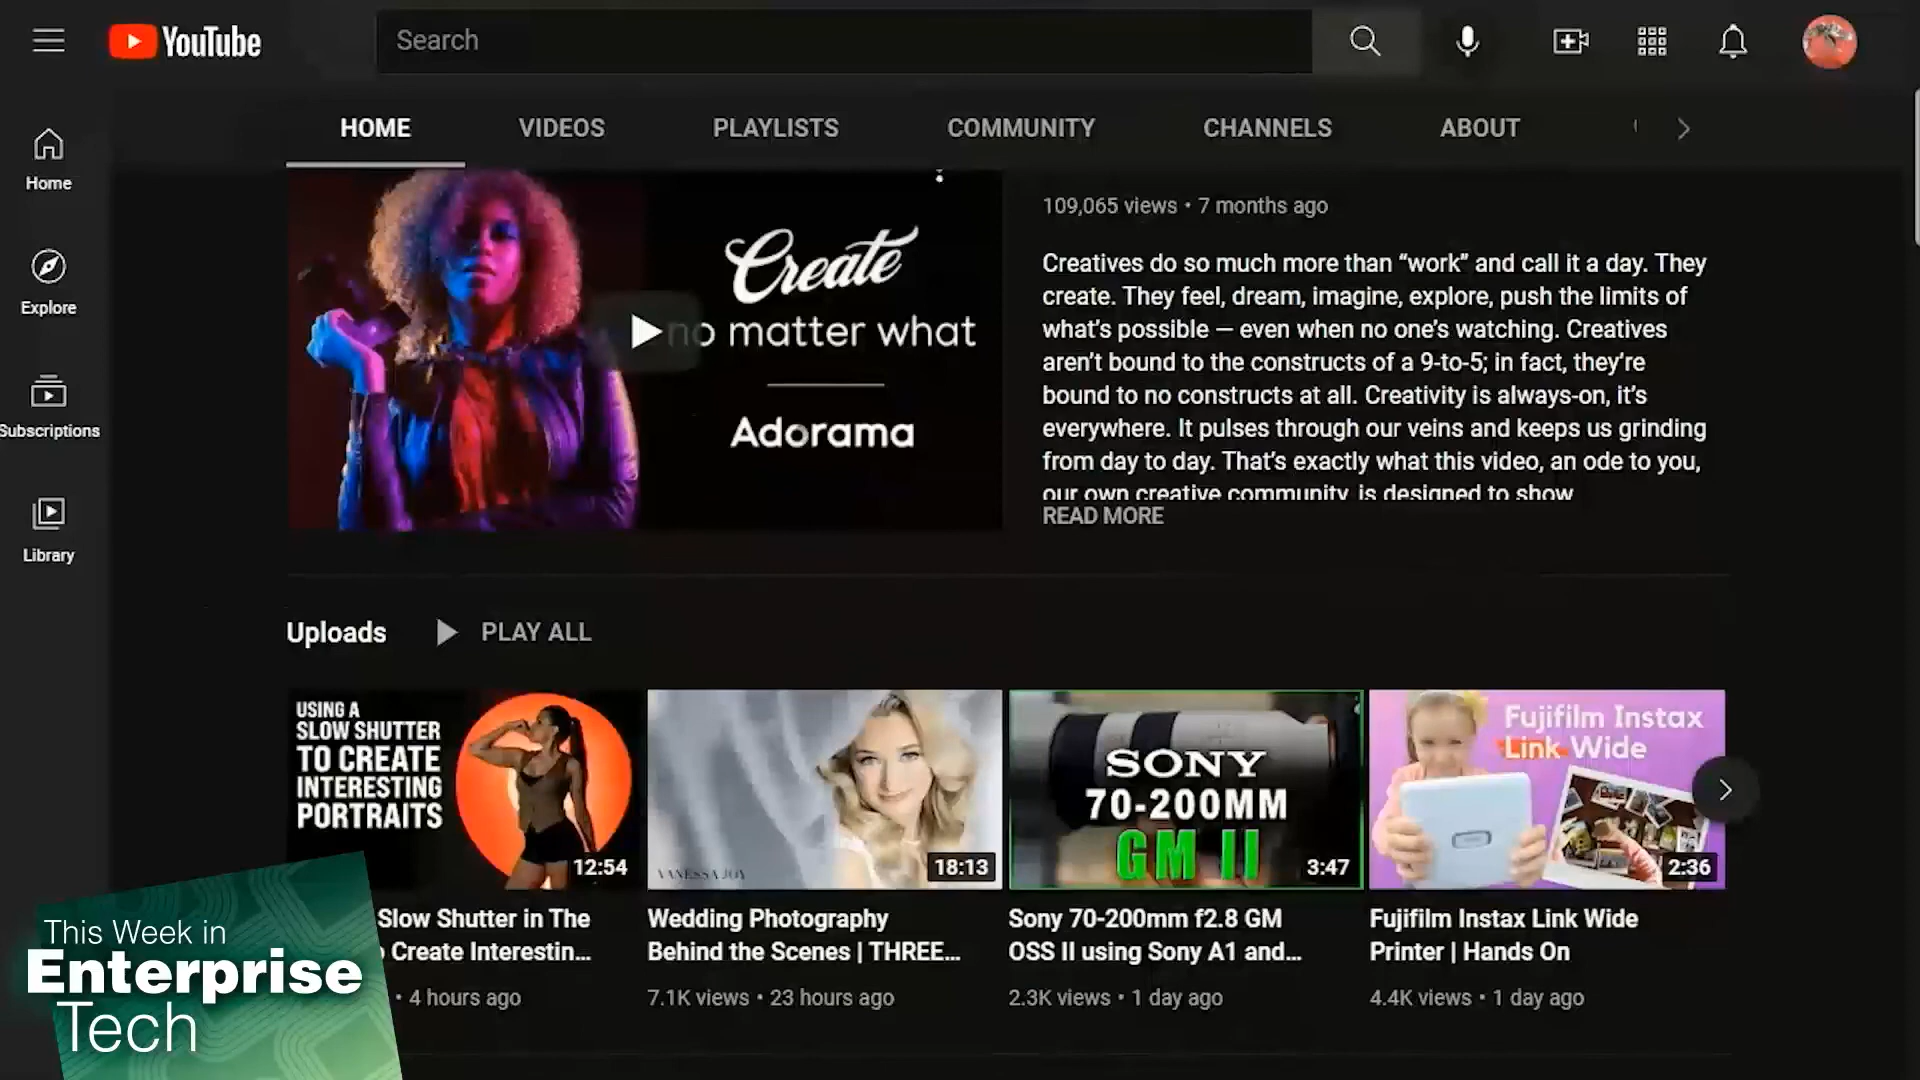 YouTube
Search
HOME
VIDEOS
PLAYLISTS
COMMUNITY
CHANNELS
ABOUT
Home
Explore
Subscriptions
Library
Create
no matter what
Adorama
109,065 views • 7 months ago
Creatives do so much more than “work” and call it a day. They
create. They feel, dream, imagine, explore, push the limits of
what’s possible — even when no one’s watching. Creatives
aren’t bound to the constructs of a 9-to-5; in fact, they’re
bound to no constructs at all. Creativity is always-on, it’s
everywhere. It pulses through our veins and keeps us grinding
from day to day. That’s exactly what this video, an ode to you,
our own creative community, is designed to show
READ MORE
Uploads
PLAY ALL
USING A
SLOW SHUTTER
TO CREATE
INTERESTING
PORTRAITS
12:54
VANESSA JOY
18:13
SONY
70-200MM
GM II
3:47
Fujifilm Instax
Link Wide
2:36
Slow Shutter in The
Create Interestin...
• 4 hours ago
Wedding Photography
Behind the Scenes | THREE...
7.1K views • 23 hours ago
Sony 70-200mm f2.8 GM
OSS II using Sony A1 and...
2.3K views • 1 day ago
Fujifilm Instax Link Wide
Printer | Hands On
4.4K views • 1 day ago
This Week in
Enterprise
Tech